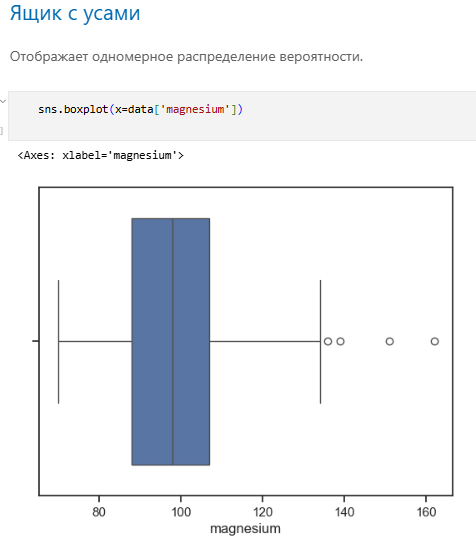 Ящик с усами
Отображает одномерное распределение вероятности.
sns.boxplot(x=data['magnesium'])
<Axes: xlabel='magnesium'>
80 100 120 140 160
magnesium